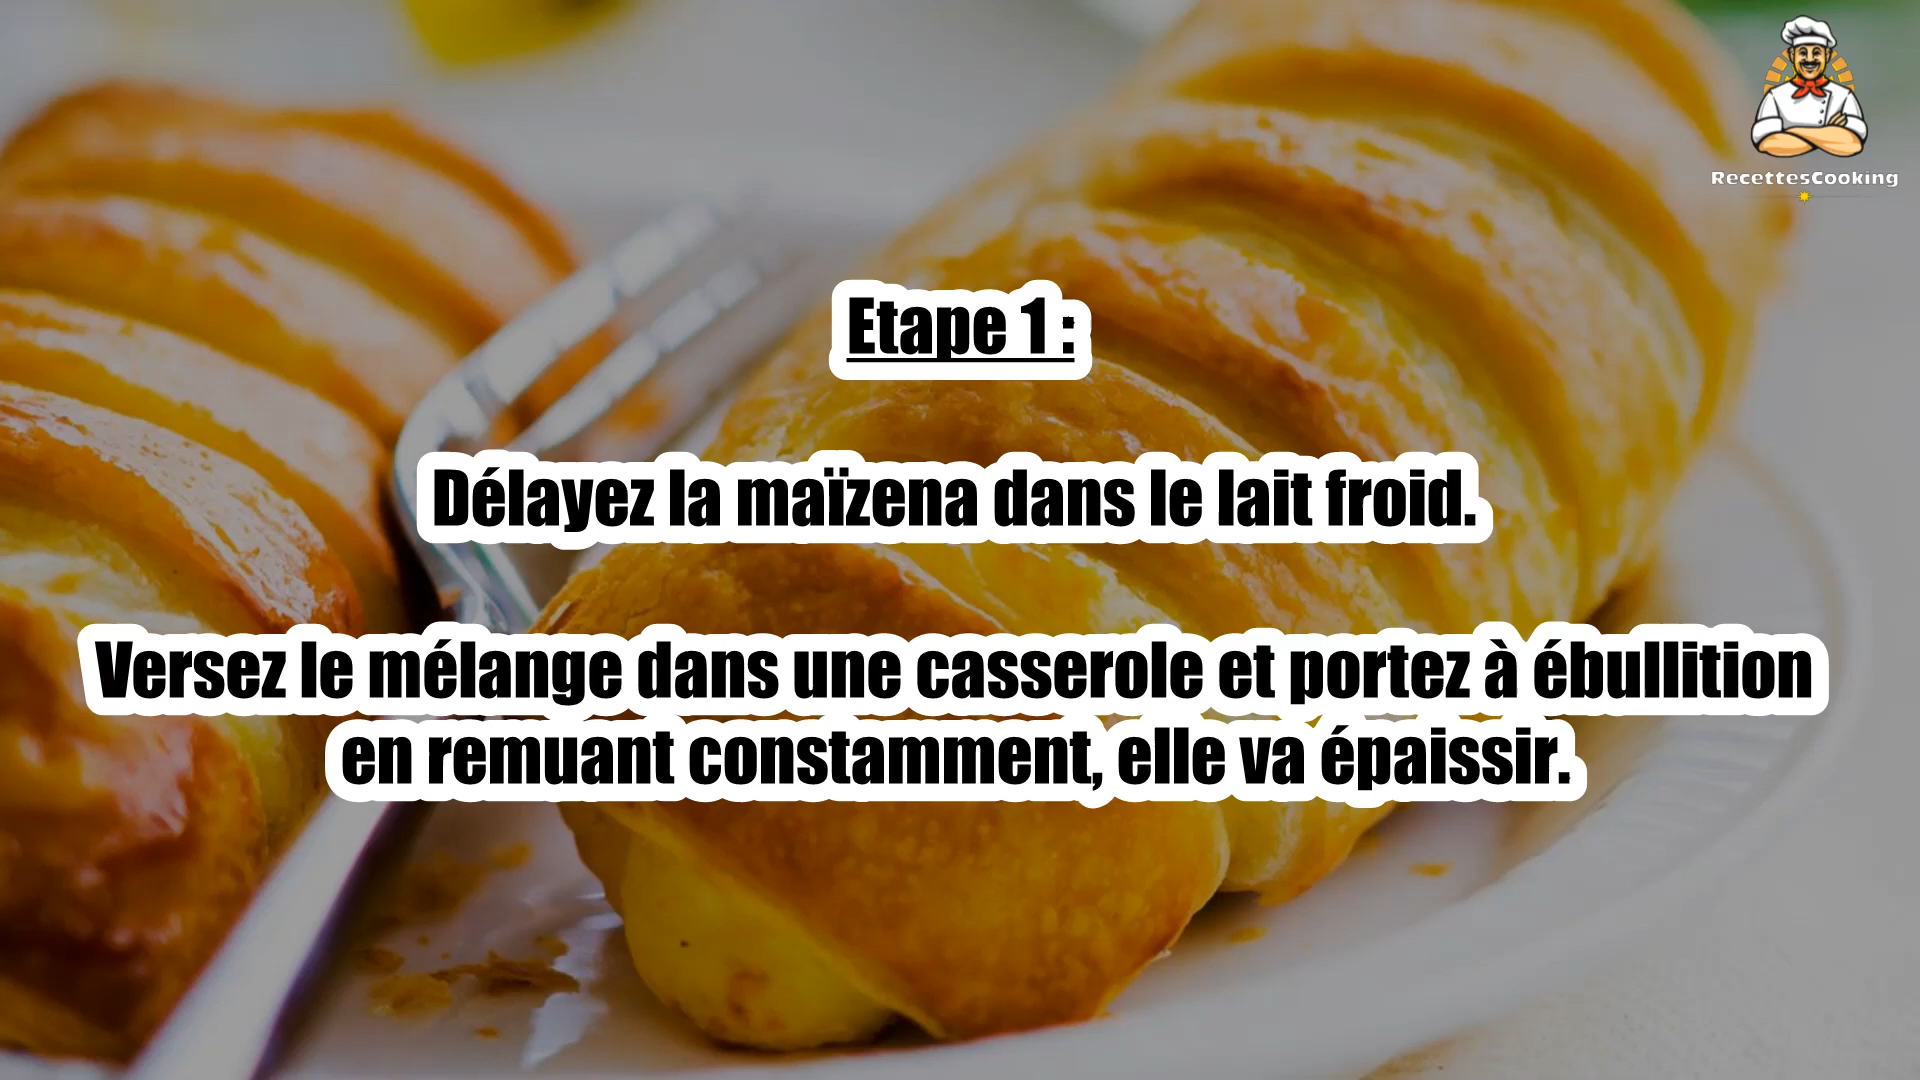 RecettesCooking
Etape 1 :
Délayez la maïzena dans le lait froid.
Versez le mélange dans une casserole et portez à ébullition
en remuant constamment, elle va épaissir.